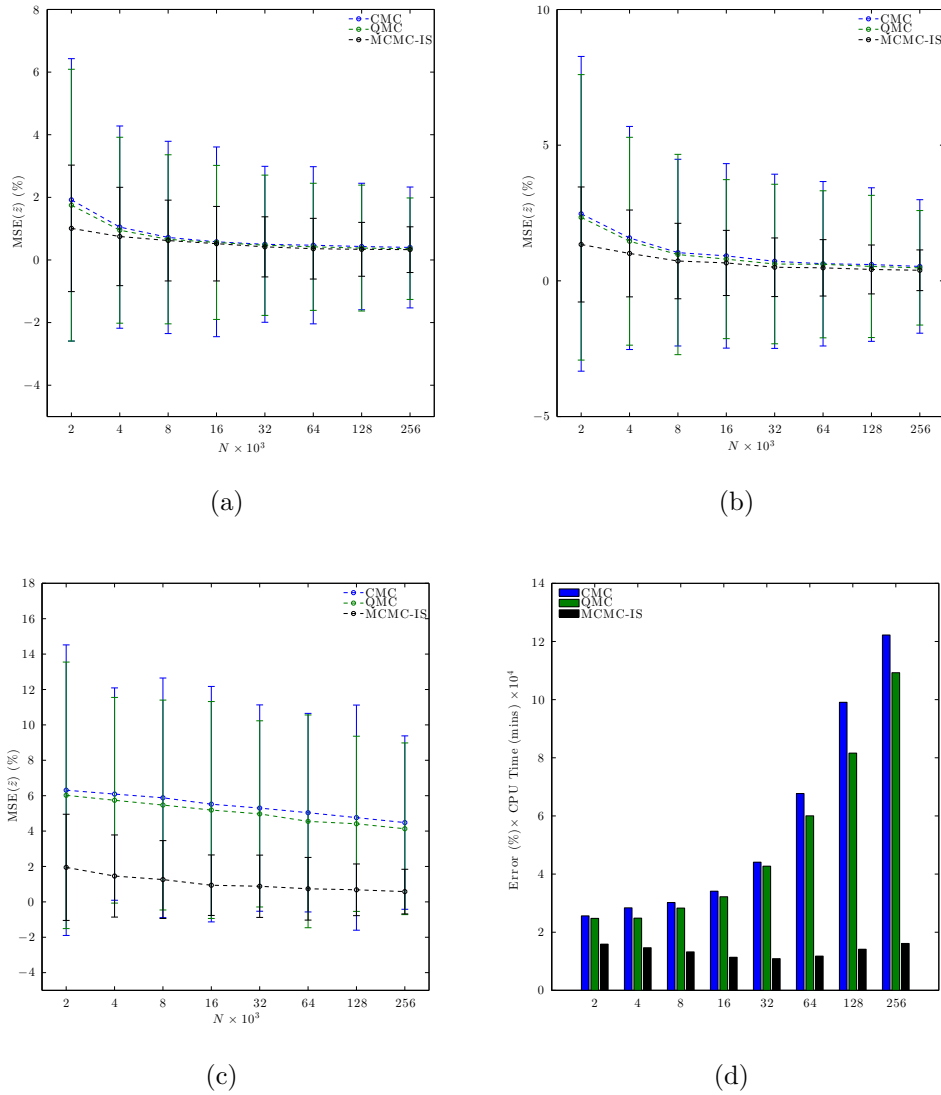 8
6
4
2
0
−2
−4
MSE(ẑ) (%)
2 4 8 16 32 64 128 256
N × 10³
CMC
QMC
MCMC-IS
(a)
10
5
0
−5
MSE(ẑ) (%)
2 4 8 16 32 64 128 256
N × 10³
CMC
QMC
MCMC-IS
(b)
18
16
14
12
10
8
6
4
2
0
−2
−4
MSE(ẑ) (%)
2 4 8 16 32 64 128 256
N × 10³
CMC
QMC
MCMC-IS
(c)
14
12
10
8
6
4
2
0
Error (%)× CPU Time (mins) ×10⁴
2 4 8 16 32 64 128 256
CMC
QMC
MCMC-IS
(d)